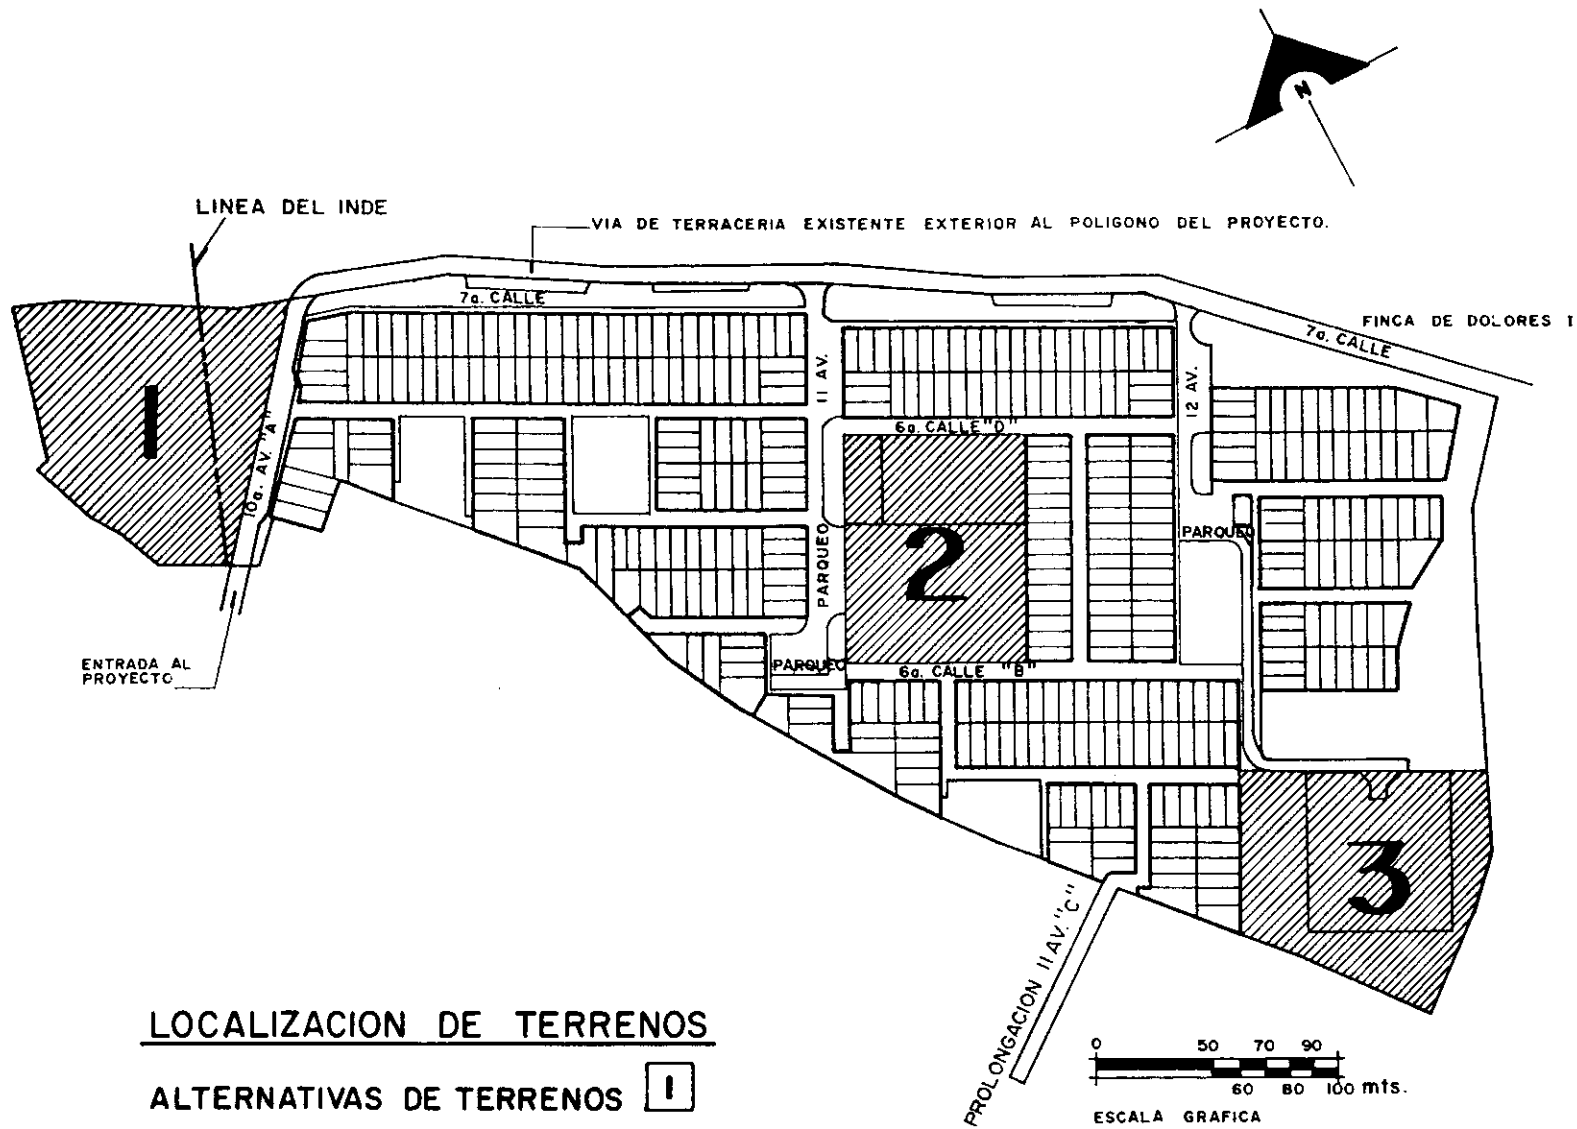 N
LINEA DEL INDE
VIA DE TERRACERIA EXISTENTE EXTERIOR AL POLIGONO DEL PROYECTO.
7a. CALLE
FINCA DE DOLORES I
7a. CALLE
1
11 AV.
12 AV.
10a. AV. "A"
6a. CALLE "D"
PARQUEO
PARQUEO
2
ENTRADA AL
PROYECTO
PARQUEO
6a. CALLE "B"
3
PROLONGACION 11 AV. "C"
LOCALIZACION DE TERRENOS
ALTERNATIVAS DE TERRENOS 1
0 50 70 90
60 80 100 mts.
ESCALA GRAFICA